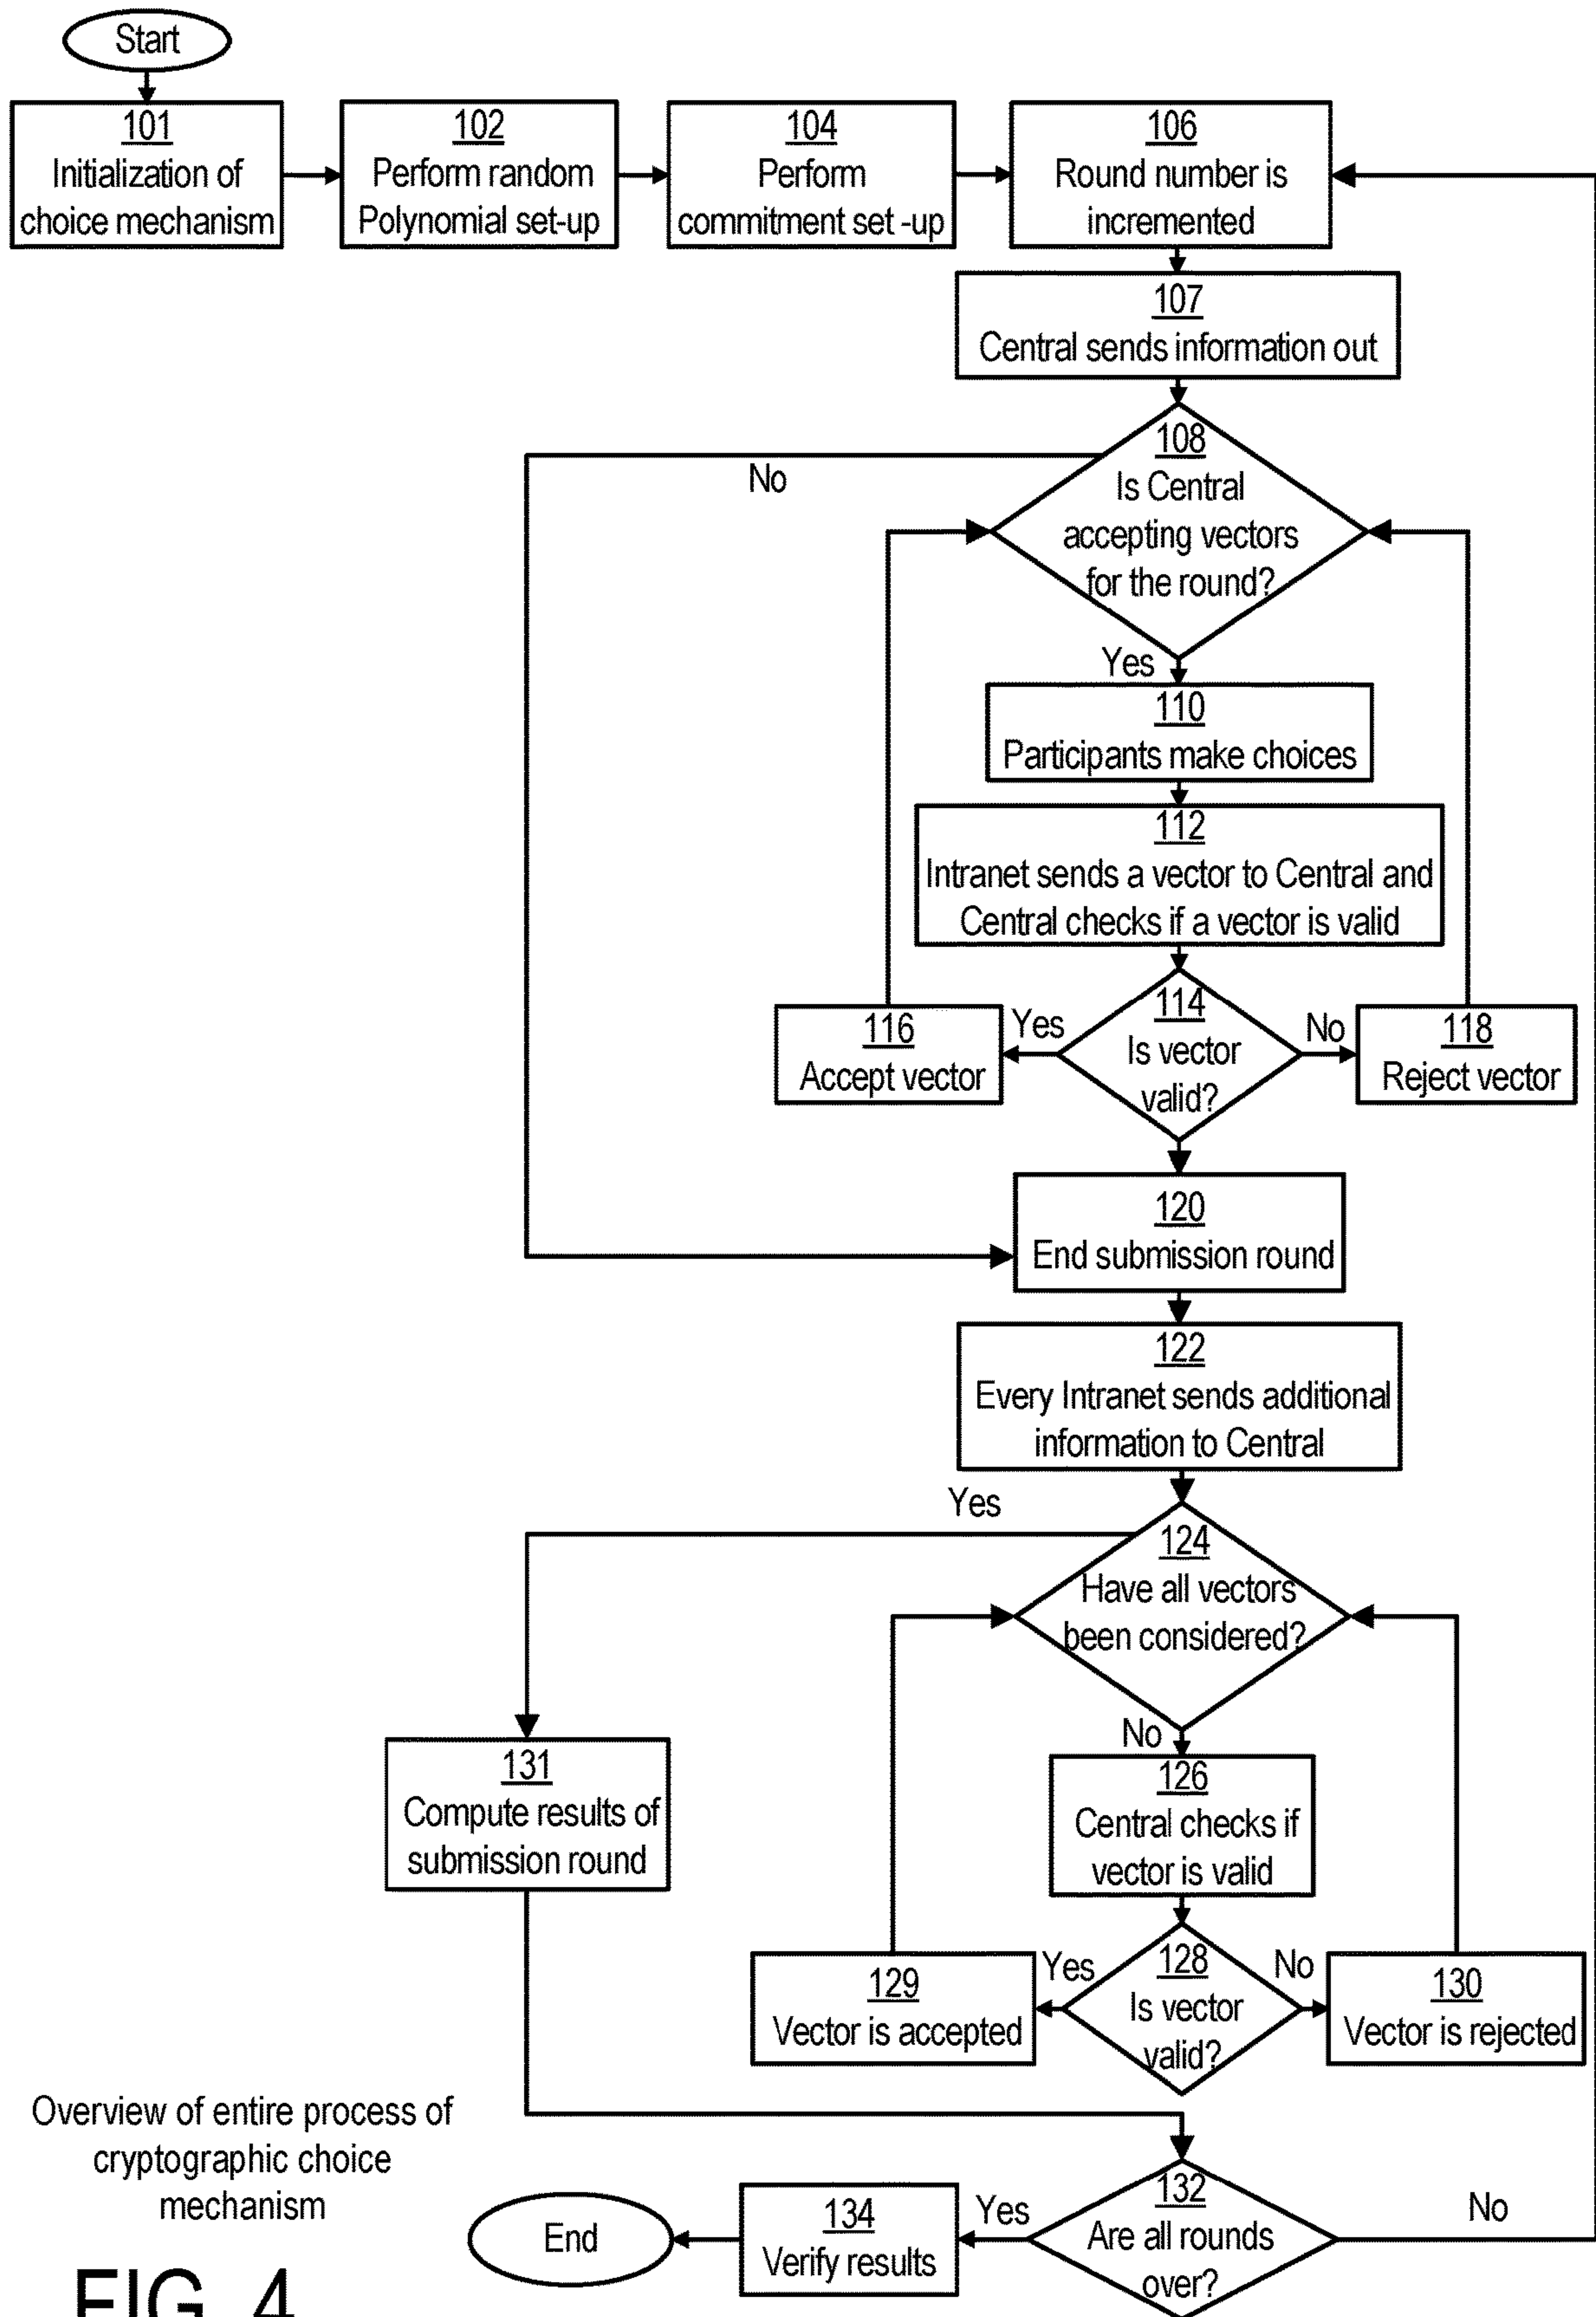 Start
101
Initialization of
choice mechanism
102
Perform random
Polynomial set-up
104
Perform
commitment set -up
106
Round number is
incremented
107
Central sends information out
108
Is Central
accepting vectors
for the round?
No
Yes
110
Participants make choices
112
Intranet sends a vector to Central and
Central checks if a vector is valid
114
Is vector
valid?
Yes
No
116
Accept vector
118
Reject vector
120
End submission round
122
Every Intranet sends additional
information to Central
Yes
124
Have all vectors
been considered?
No
131
Compute results of
submission round
126
Central checks if
vector is valid
128
Is vector
valid?
Yes
No
129
Vector is accepted
130
Vector is rejected
132
Are all rounds
over?
Yes
No
134
Verify results
End
Overview of entire process of
cryptographic choice
mechanism
FIG. 4